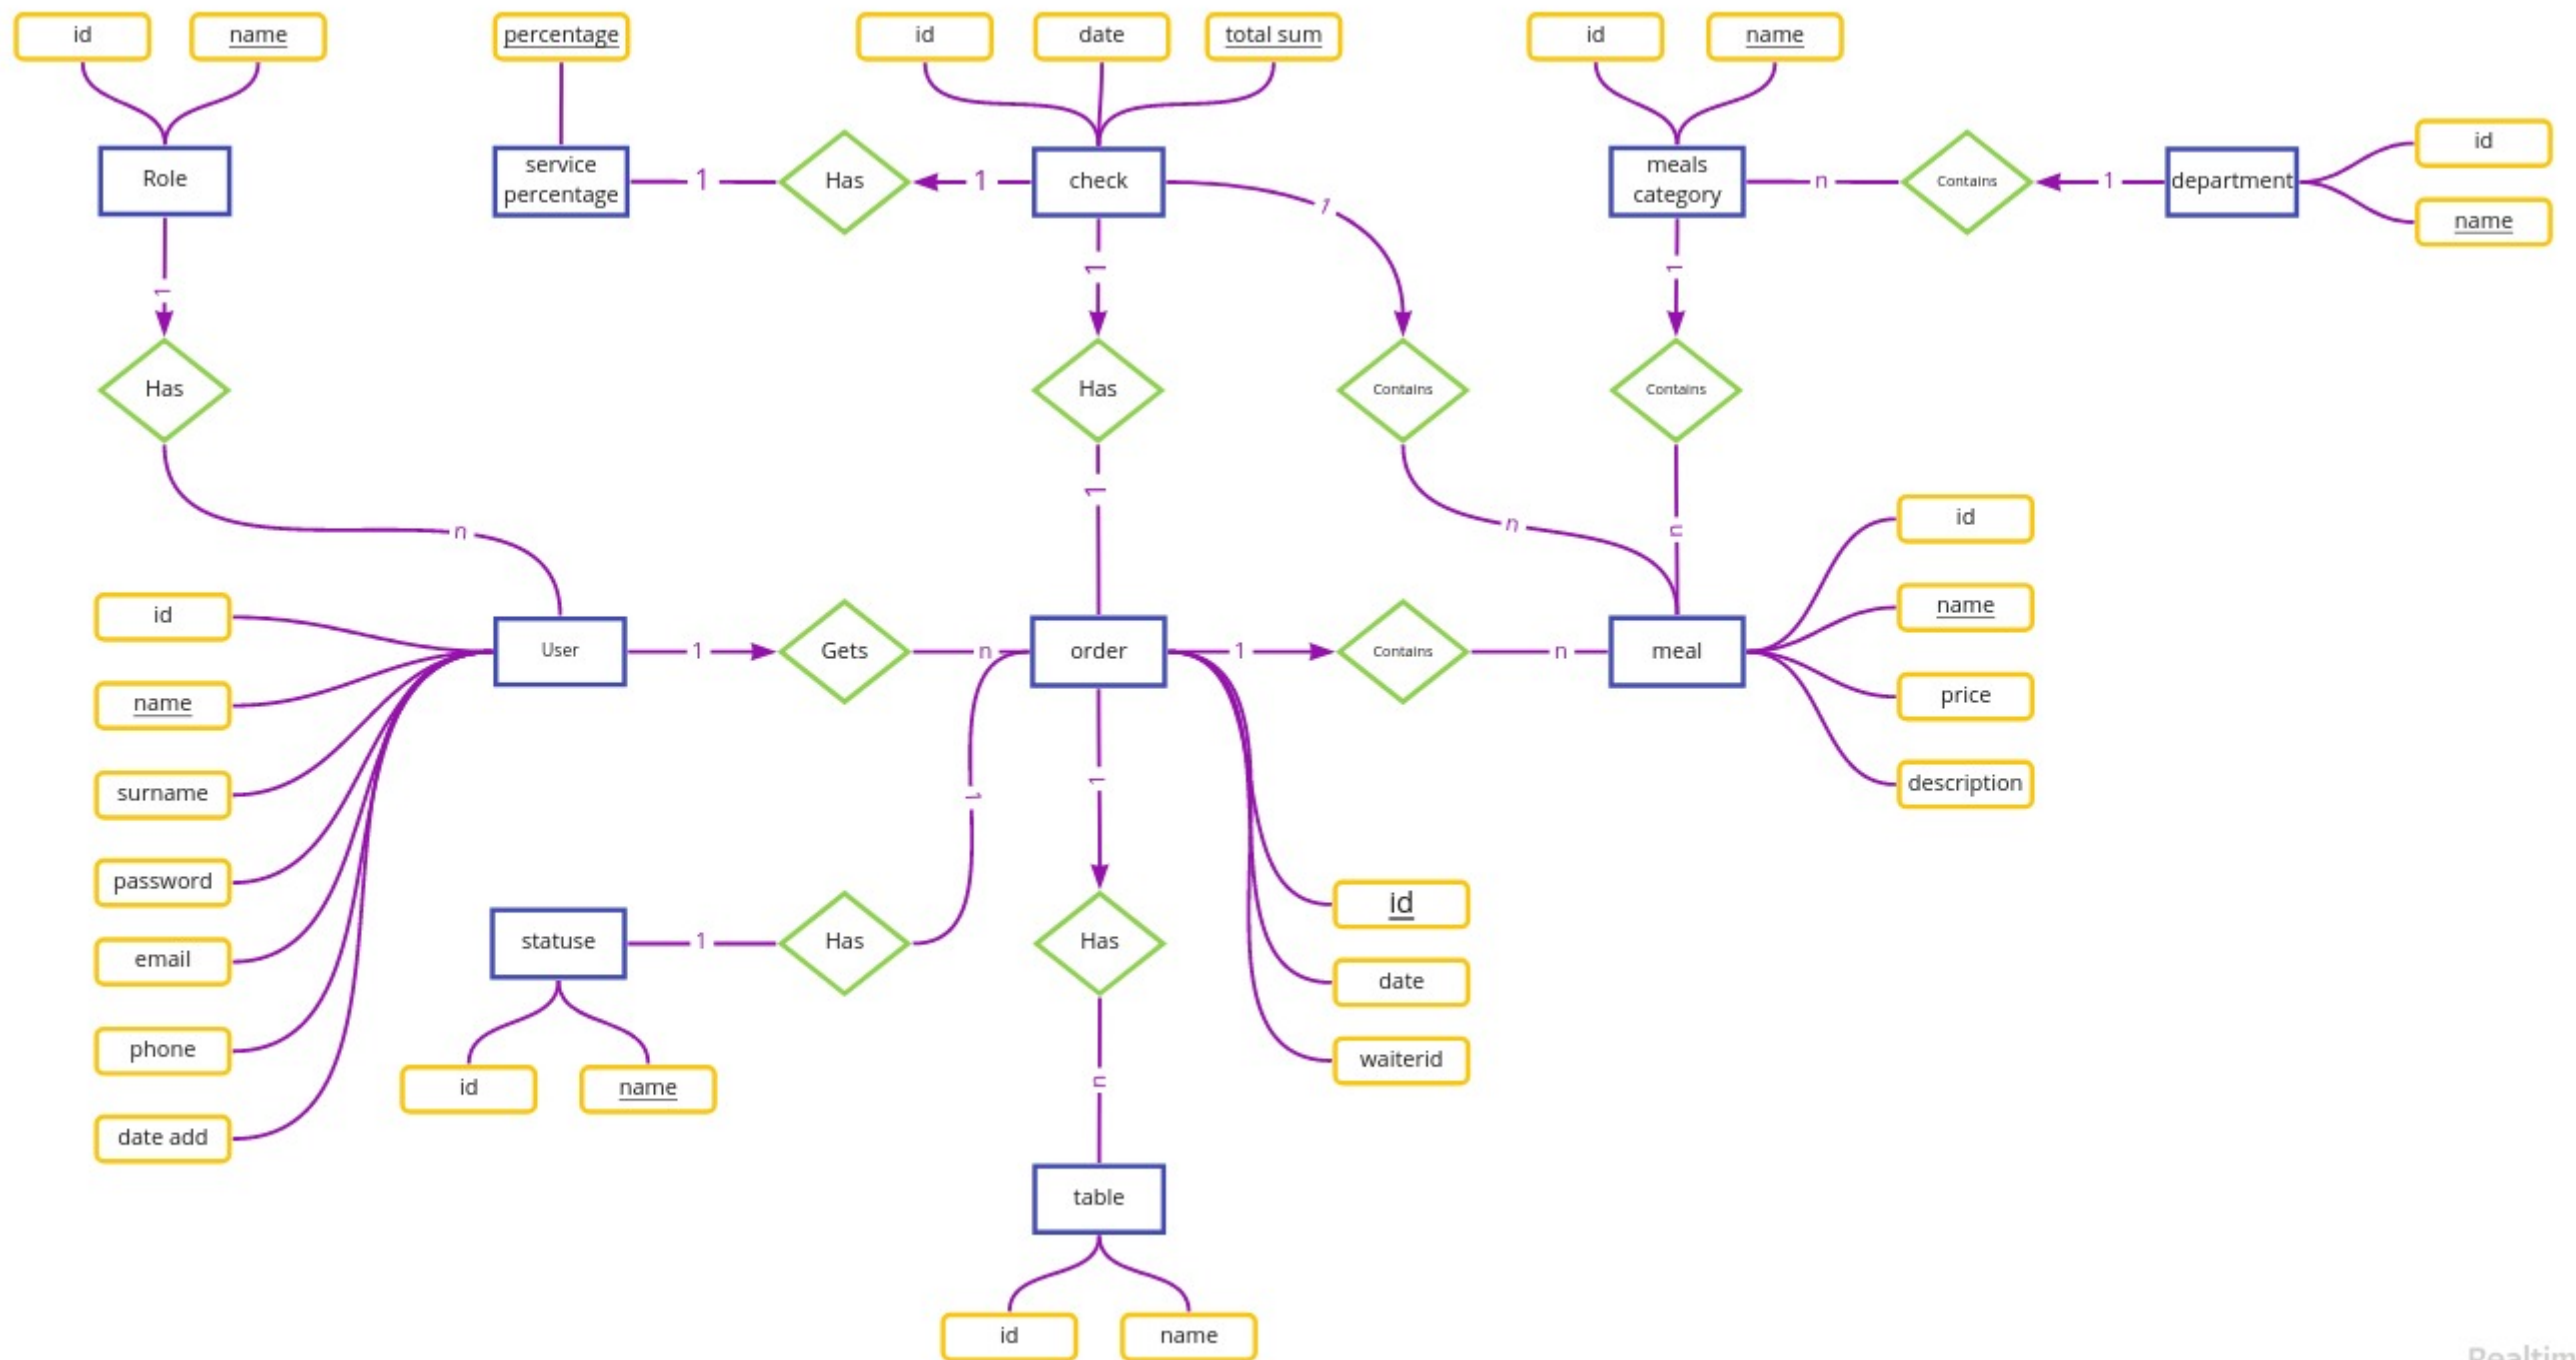 id
name
percentage
id
date
total sum
id
name
Role
service
percentage
1
Has
1
check
1
meals
category
n
Contains
1
department
id
name
1
1
1
Has
Has
Contains
Contains
1
n
n
n
id
name
price
description
id
name
surname
password
email
phone
date add
User
1
Gets
n
order
1
Contains
n
meal
1
1
statuse
1
Has
Has
id
date
waiterid
id
name
n
table
id
name
Realtim